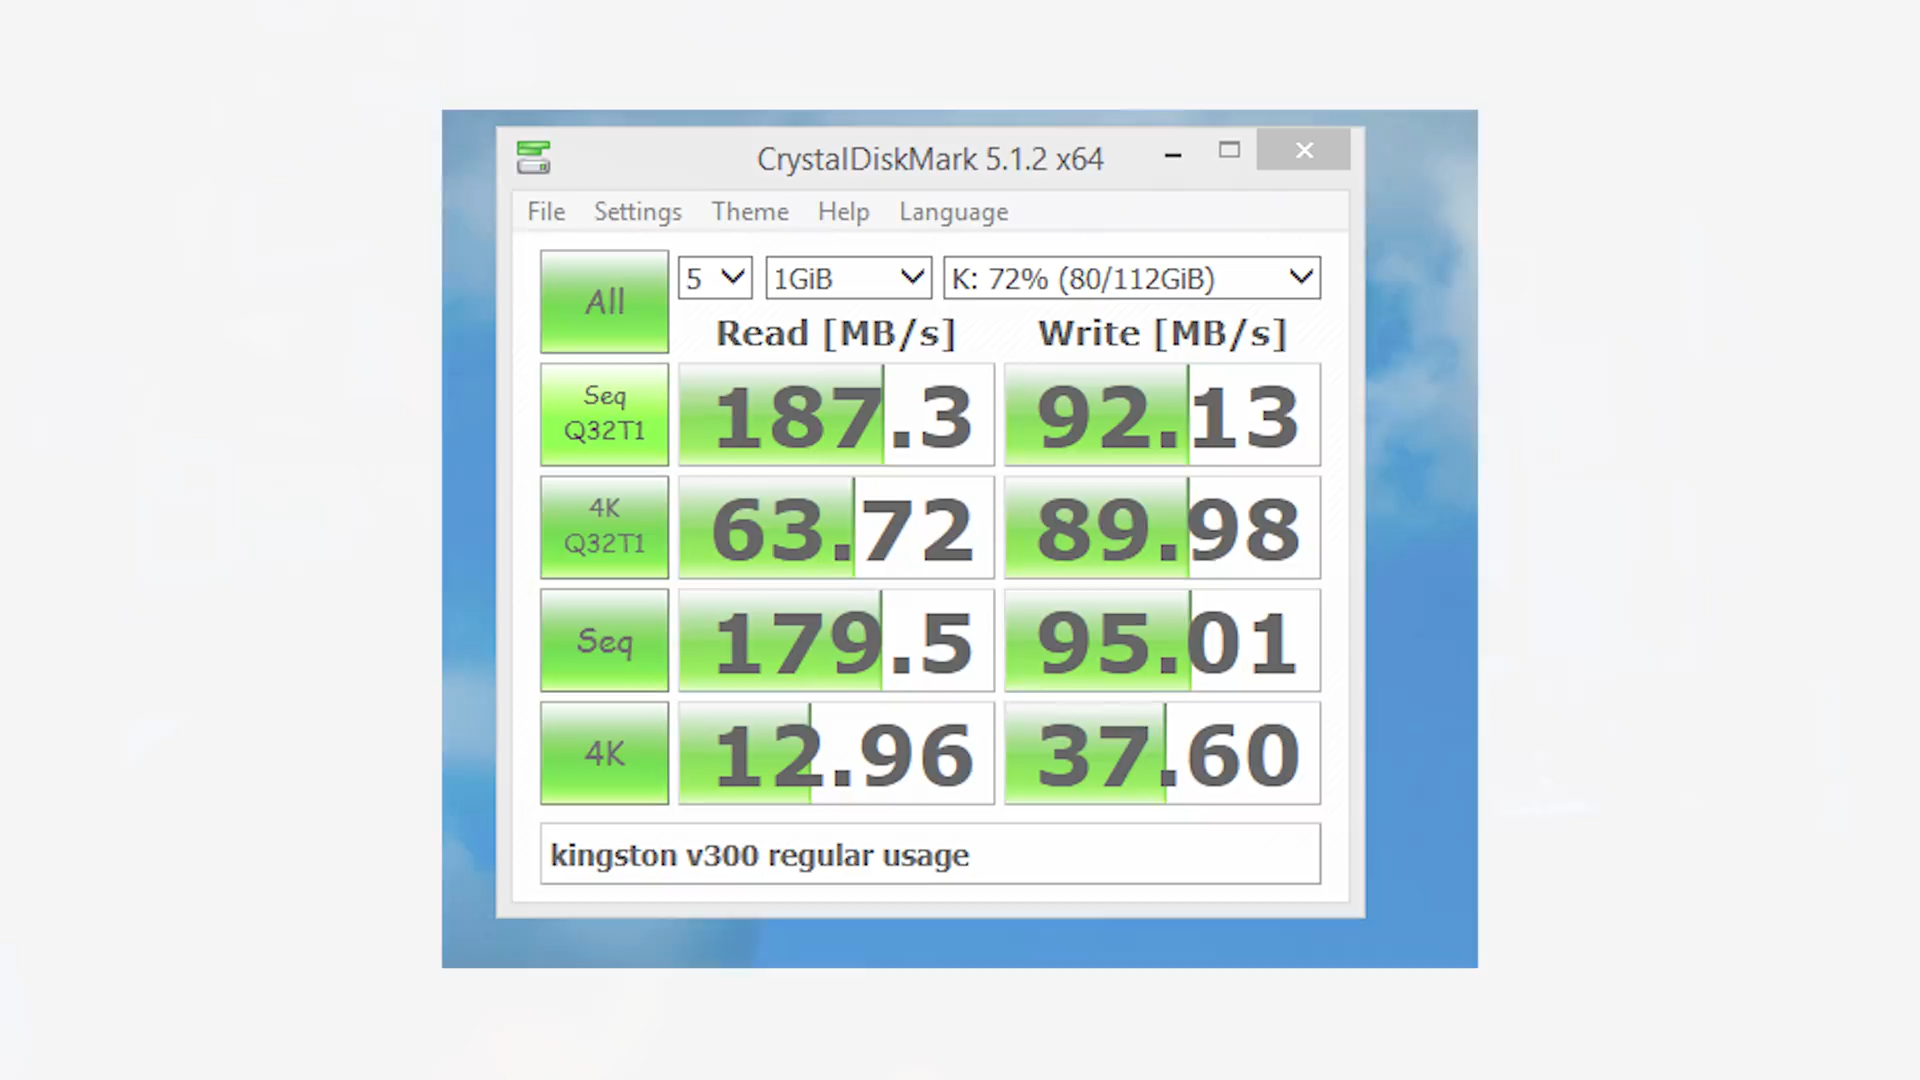 CrystalDiskMark 5.1.2 x64
File Settings Theme Help Language
All 5 1GiB K: 72% (80/112GiB)
Read [MB/s] Write [MB/s]
Seq Q32T1 187.3 92.13
4K Q32T1 63.72 89.98
Seq 179.5 95.01
4K 12.96 37.60
kingston v300 regular usage